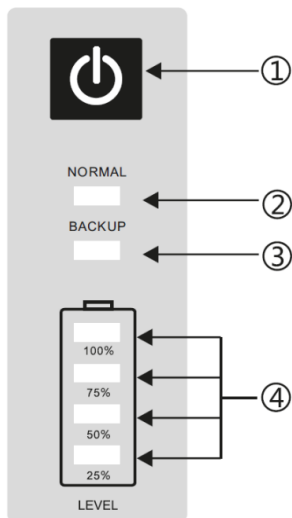 ①
NORMAL
②
BACKUP
③
100%
75%
④
50%
25%
LEVEL